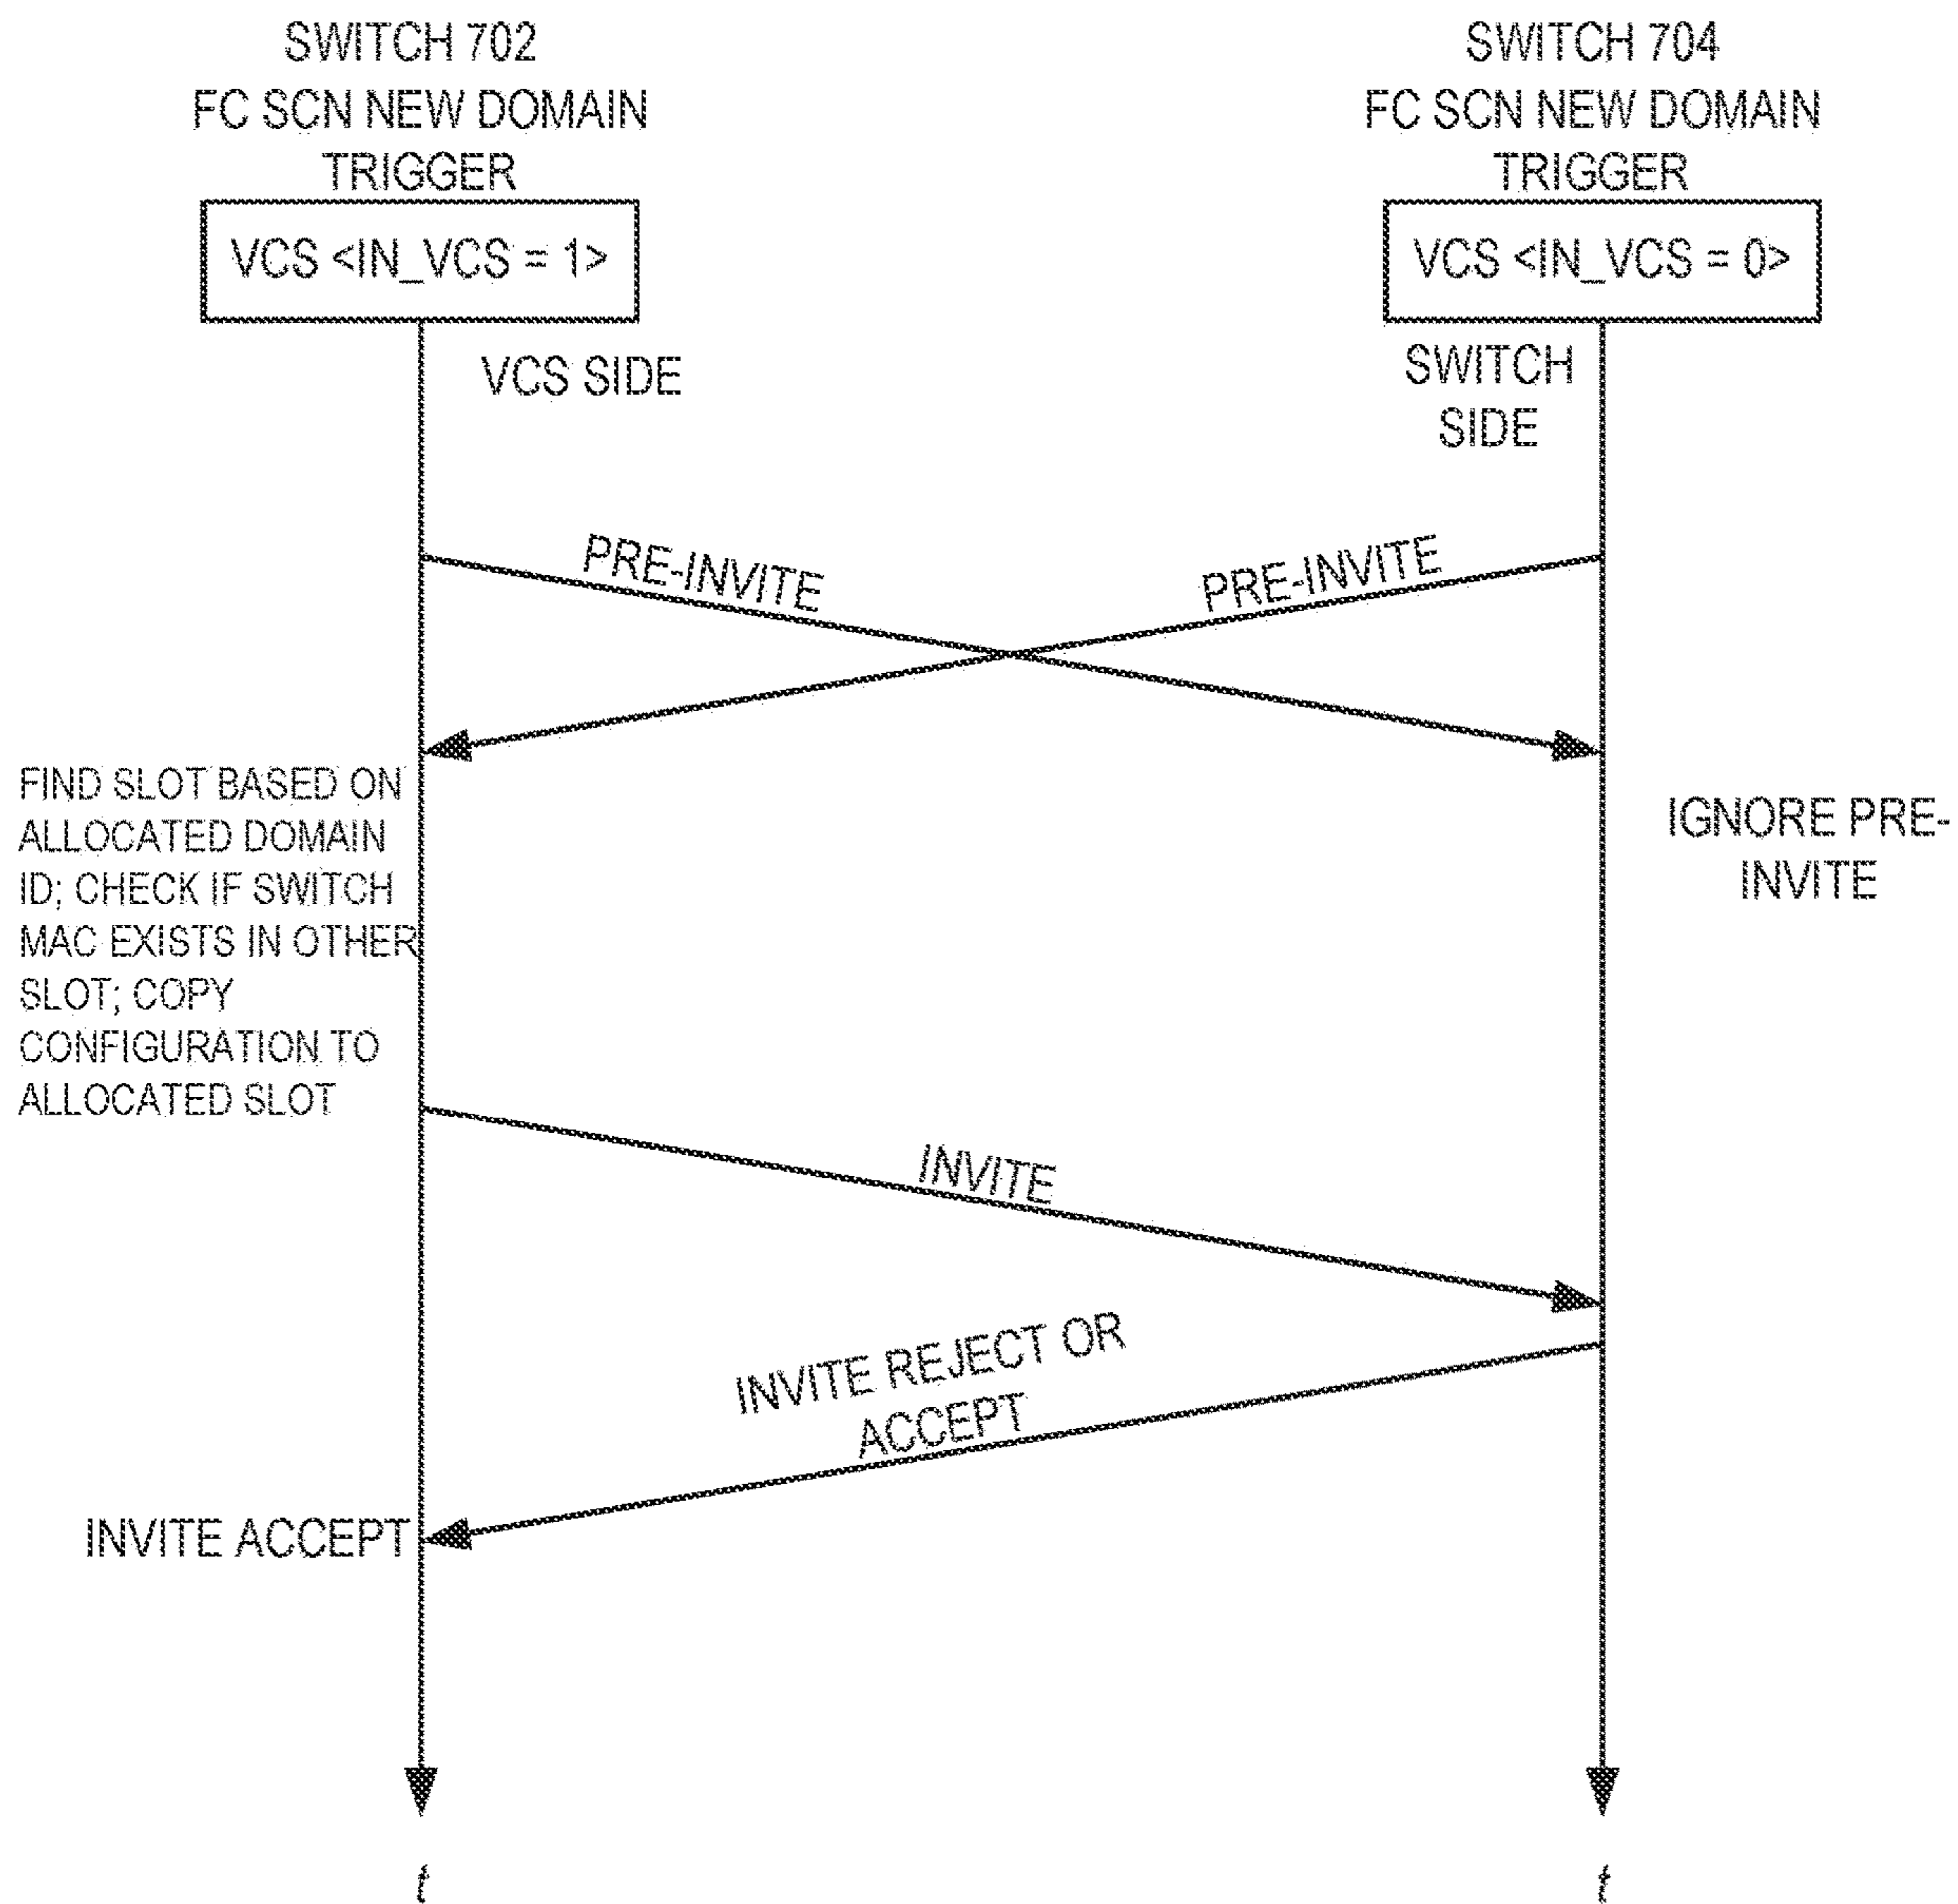 SWITCH 702
FC SCN NEW DOMAIN
TRIGGER
VCS <IN_VCS = 1>
VCS SIDE
SWITCH 704
FC SCN NEW DOMAIN
TRIGGER
VCS <IN_VCS = 0>
SWITCH
SIDE
PRE-INVITE
PRE-INVITE
FIND SLOT BASED ON
ALLOCATED DOMAIN
ID; CHECK IF SWITCH
MAC EXISTS IN OTHER
SLOT; COPY
CONFIGURATION TO
ALLOCATED SLOT
IGNORE PRE-
INVITE
INVITE
INVITE REJECT OR
ACCEPT
INVITE ACCEPT
t
t